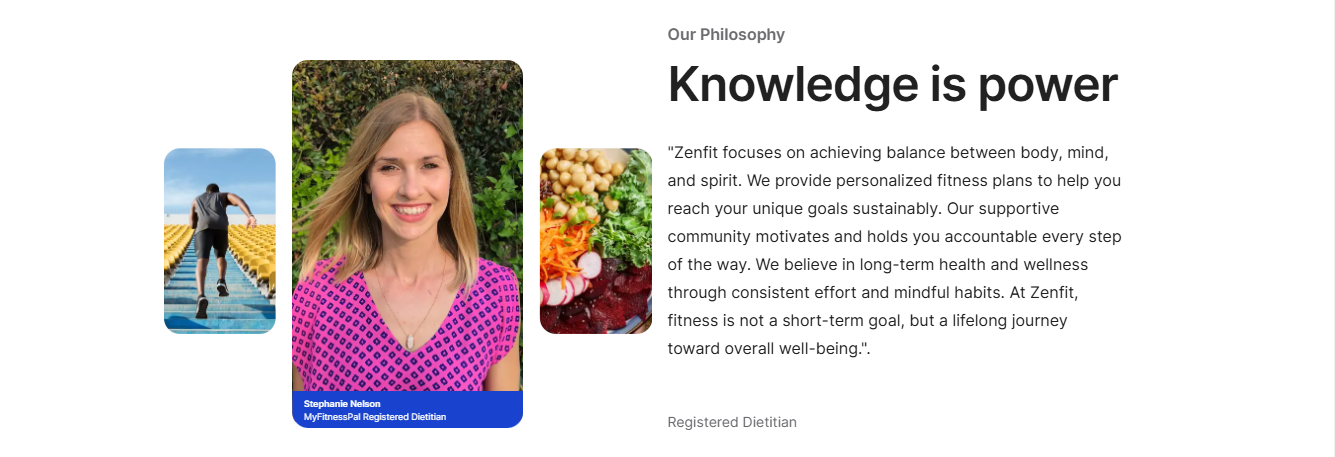 Our Philosophy
Knowledge is power
"Zenfit focuses on achieving balance between body, mind,
and spirit. We provide personalized fitness plans to help you
reach your unique goals sustainably. Our supportive
community motivates and holds you accountable every step
of the way. We believe in long-term health and wellness
through consistent effort and mindful habits. At Zenfit,
fitness is not a short-term goal, but a lifelong journey
toward overall well-being.".
Stephanie Nelson
MyFitnessPal Registered Dietitian
Registered Dietitian